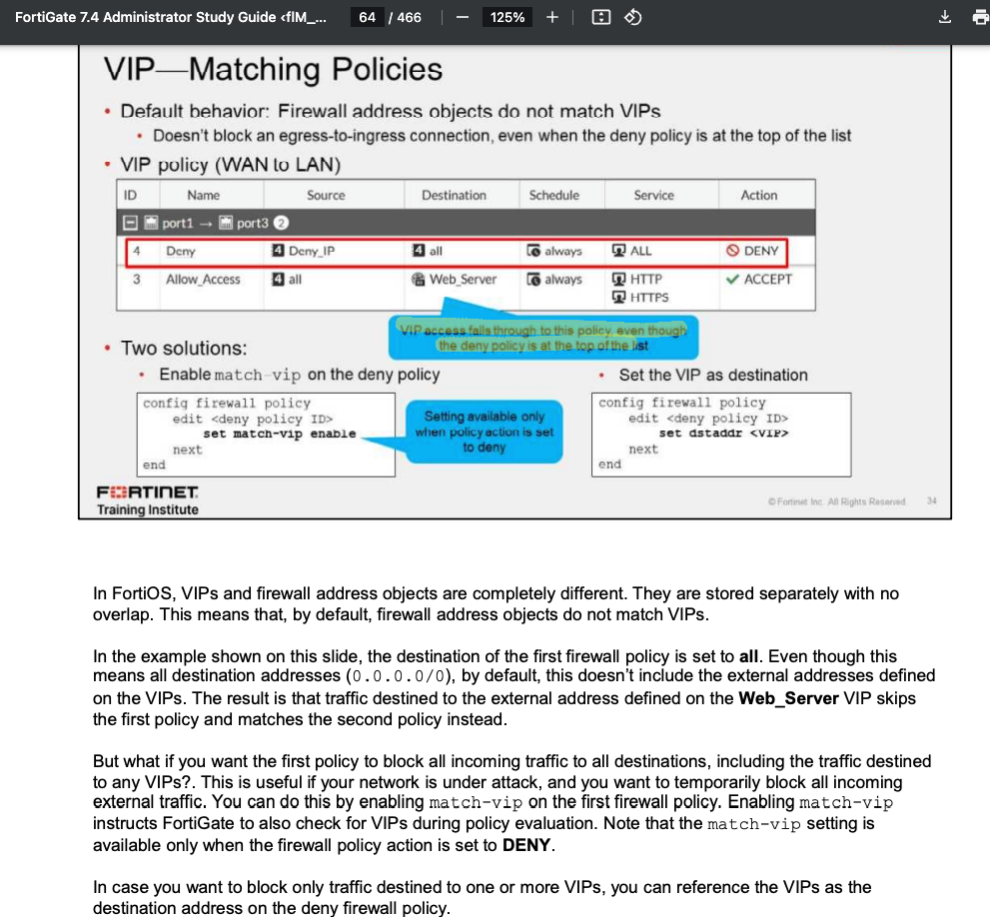 FortiGate 7.4 Administrator Study Guide <flM_...
64 / 466
125%
VIP—Matching Policies
• Default behavior: Firewall address objects do not match VIPs
• Doesn't block an egress-to-ingress connection, even when the deny policy is at the top of the list
• VIP policy (WAN to LAN)
ID Name Source Destination Schedule Service Action
port1 → port3 2
4 Deny 4 Deny_IP 4 all always ALL DENY
3 Allow_Access 4 all Web_Server always HTTP ACCEPT
HTTPS
VIP access falls through to this policy, even though
the deny policy is at the top of the list
• Two solutions:
• Enable match-vip on the deny policy
config firewall policy
edit <deny policy ID>
set match-vip enable
next
end
Setting available only
when policy action is set
to deny
• Set the VIP as destination
config firewall policy
edit <deny policy ID>
set dstaddr <VIP>
next
end
FORTINET
Training Institute
© Fortinet Inc. All Rights Reserved. 34
In FortiOS, VIPs and firewall address objects are completely different. They are stored separately with no
overlap. This means that, by default, firewall address objects do not match VIPs.
In the example shown on this slide, the destination of the first firewall policy is set to all. Even though this
means all destination addresses (0.0.0.0/0), by default, this doesn't include the external addresses defined
on the VIPs. The result is that traffic destined to the external address defined on the Web_Server VIP skips
the first policy and matches the second policy instead.
But what if you want the first policy to block all incoming traffic to all destinations, including the traffic destined
to any VIPs?. This is useful if your network is under attack, and you want to temporarily block all incoming
external traffic. You can do this by enabling match-vip on the first firewall policy. Enabling match-vip
instructs FortiGate to also check for VIPs during policy evaluation. Note that the match-vip setting is
available only when the firewall policy action is set to DENY.
In case you want to block only traffic destined to one or more VIPs, you can reference the VIPs as the
destination address on the deny firewall policy.